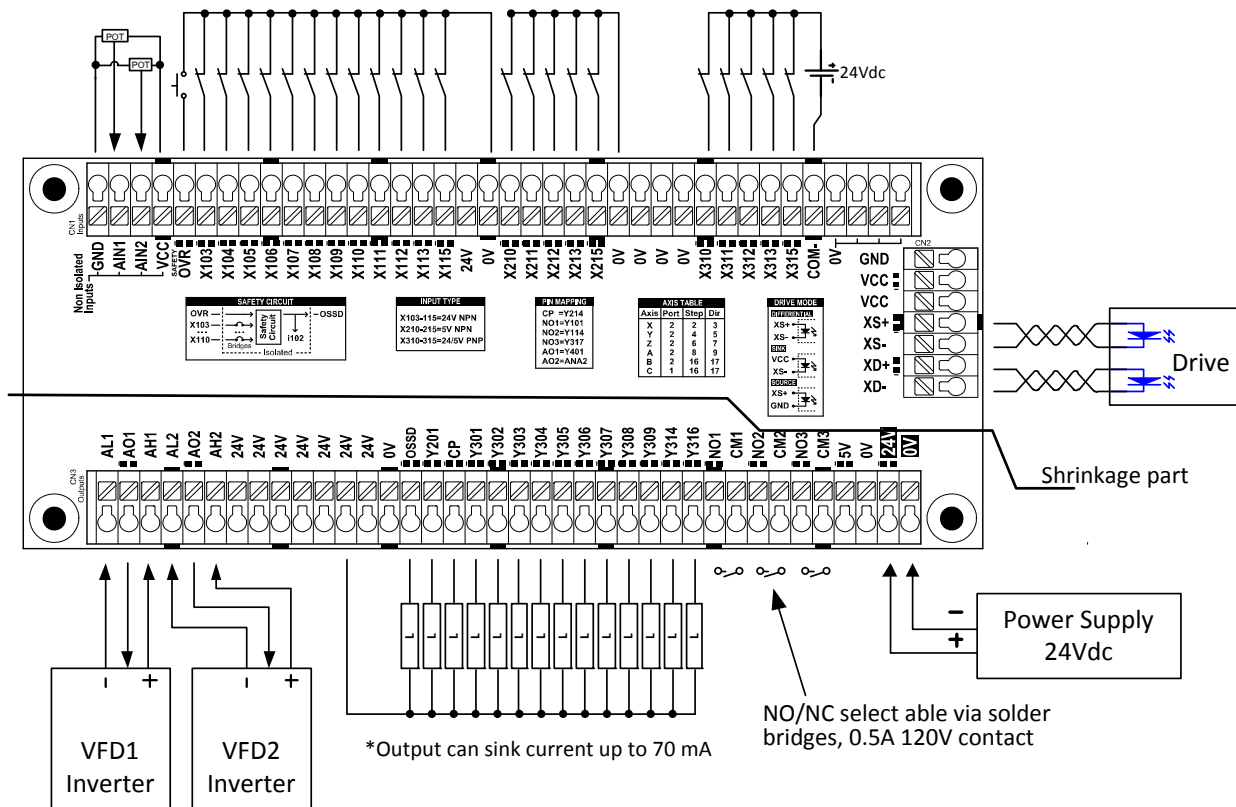 POT
POT
24Vdc
CN1
Inputs
Non Isolated
Inputs
GND AIN1 AIN2 VCC SAFETY OVR X103 X104 X105 X106 X107 X108 X109 X110 X111 X112 X113 X115 24V 0V X210 X211 X212 X213 X215 0V 0V 0V 0V X310 X311 X312 X313 X315 COM- 0V
CN2
GND
VCC
VCC
XS+
XS-
XD+
XD-
Drive
SAFETY CIRCUIT
OVR
X103
X110
Bridges
Safety
Circuit
i102
OSSD
Isolated
INPUT TYPE
X103-115=24V NPN
X210-215=5V NPN
X310-315=24/5V PNP
PIN MAPPING
CP =Y214
NO1=Y101
NO2=Y114
NO3=Y317
AO1=Y401
AO2=ANA2
AXIS TABLE
Axis Port Step Dir
X 2 2 3
Y 2 4 5
Z 2 6 7
A 2 8 9
B 2 16 17
C 1 16 17
DRIVE MODE
DIFFERENTIAL
XS+
XS-
SINK
VCC
XS-
SOURCE
XS+
GND
Shrinkage part
AL1 AO1 AH1 AL2 AO2 AH2 24V 24V 24V 24V 24V 24V 24V 0V OSSD Y201 CP Y301 Y302 Y303 Y304 Y305 Y306 Y307 Y308 Y309 Y314 Y316 NO1 CM1 NO2 CM2 NO3 CM3 5V 0V 24V 0V
CN3
Outputs
L L L L L L L L L L L L L L
− +
VFD1
Inverter
− +
VFD2
Inverter
*Output can sink current up to 70 mA
NO/NC select able via solder
bridges, 0.5A 120V contact
−
+
Power Supply
24Vdc